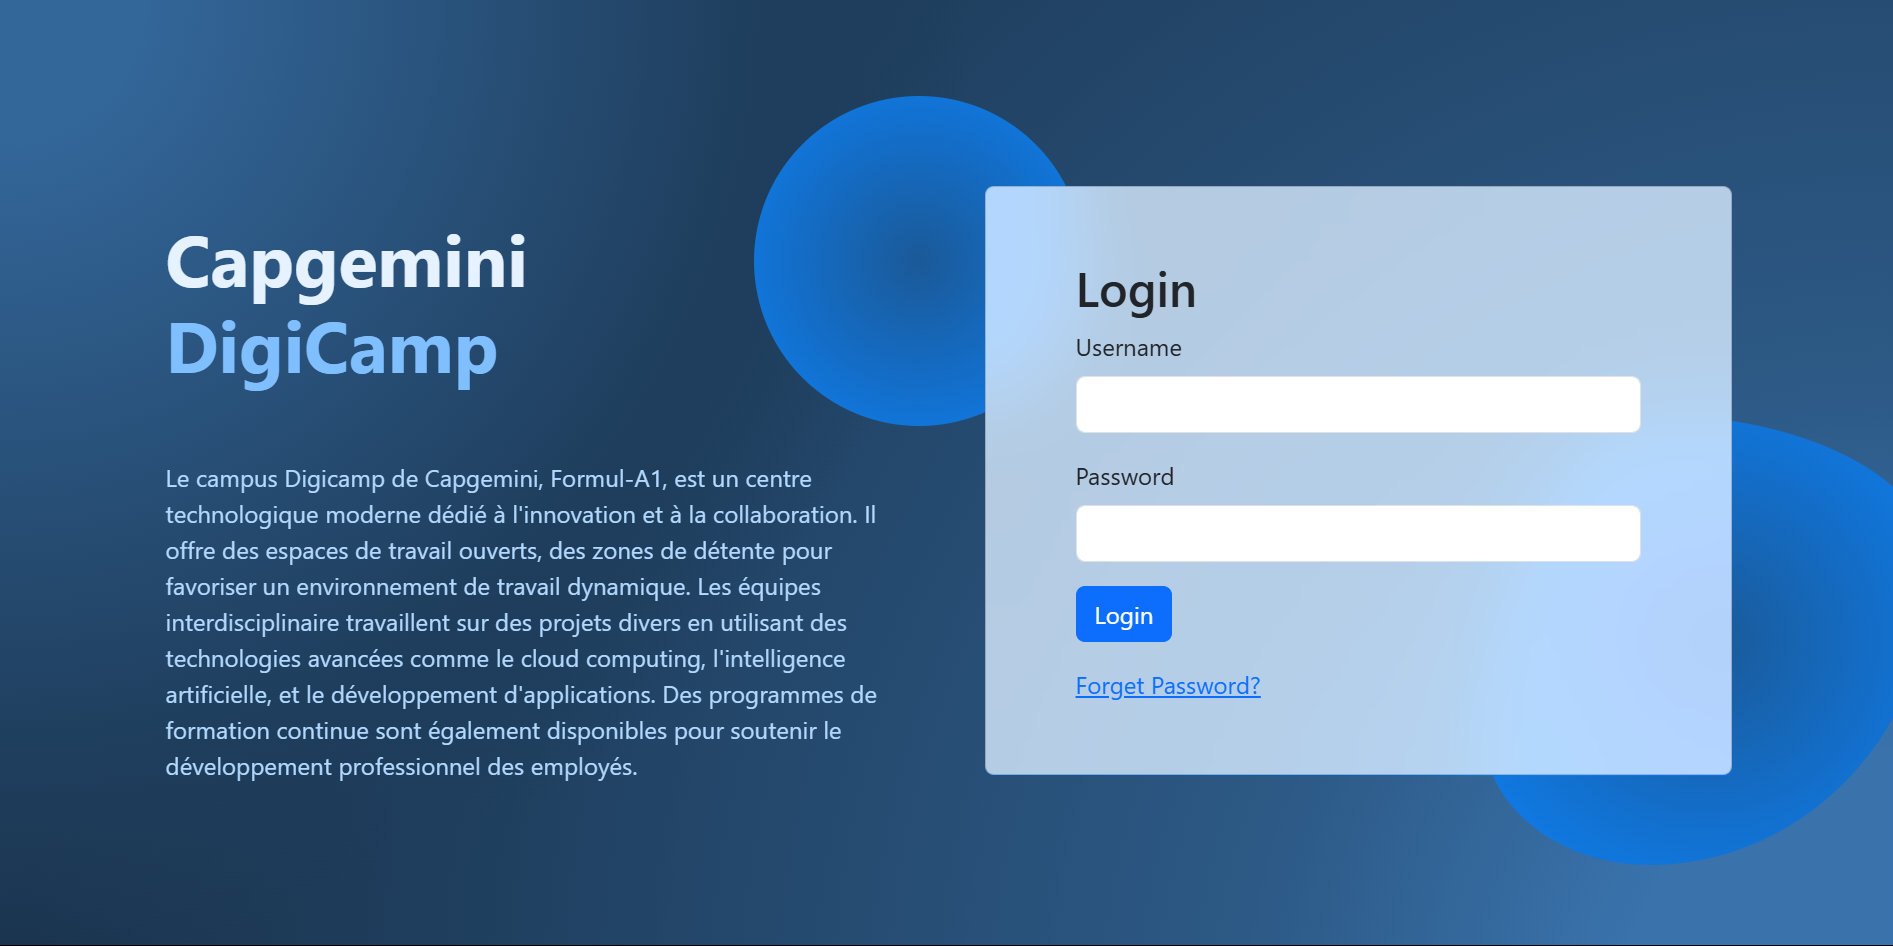 Capgemini
DigiCamp
Le campus Digicamp de Capgemini, Formul-A1, est un centre
technologique moderne dédié à l'innovation et à la collaboration. Il
offre des espaces de travail ouverts, des zones de détente pour
favoriser un environnement de travail dynamique. Les équipes
interdisciplinaire travaillent sur des projets divers en utilisant des
technologies avancées comme le cloud computing, l'intelligence
artificielle, et le développement d'applications. Des programmes de
formation continue sont également disponibles pour soutenir le
développement professionnel des employés.
Login
Username
Password
Login
Forget Password?